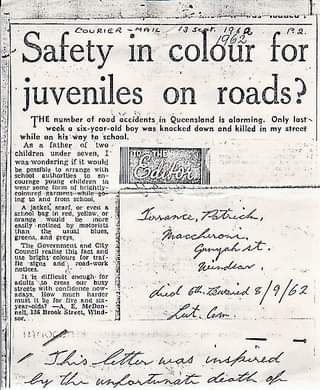 COURIER-MAIL 13 Sept. 1962 P.2.
1962
Safety in colour for
juveniles on roads?
THE number of road accidents in Queensland is alarming. Only last
week a six-year-old boy was knocked down and killed in my street
while on his way to school.
As a father of two
children under seven, I
was wondering if it would
be possible to arrange with
school authorities to en-
courage young children to
wear some form of brightly-
coloured garment while go-
ing to and from school.
A jacket, scarf, or even a
school bag in red, yellow, or
orange would be more
easily noticed by motorists
than the usual blues,
browns, and greys.
The Government and City
Council realise this fact and
use bright colours for traf-
fic signs and road-work
notices.
It is difficult enough for
adults to cross our busy
streets with confidence now-
adays. How much harder
must it be for five and six-
year-olds? —A. E. McDon-
nell, 136 Brook Street, Wind-
sor.
TO THE
Editor
Torrance, Patrick,
Maccheroni,
Gunyah st.
Windsor.
died 6th. Buried 8/9/62
Lut. Cem.
This letter was inspired
by the unfortunate death of